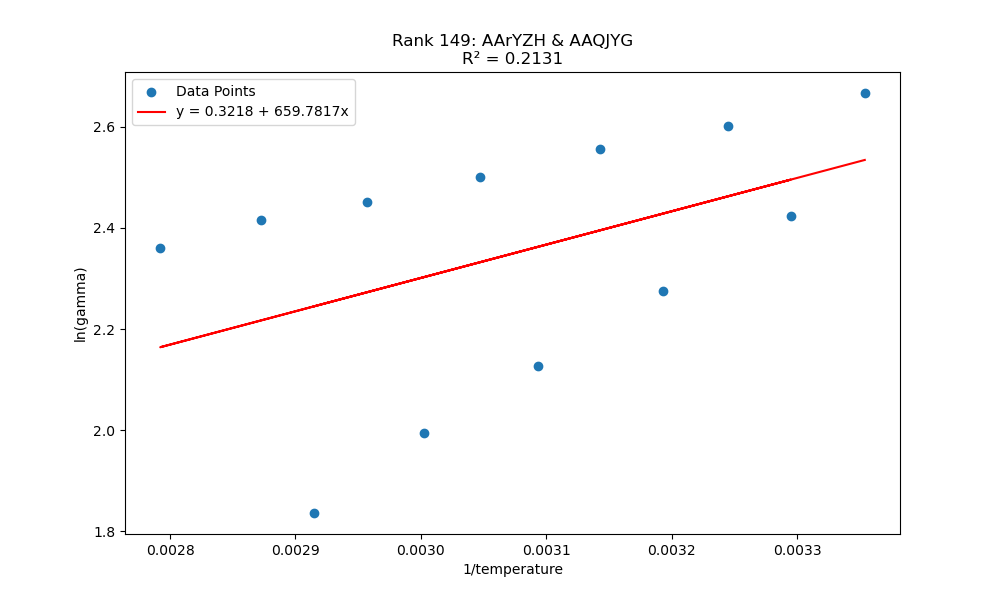 Rank 149: AArYZH & AAQJYG
R² = 0.2131
Data Points
y = 0.3218 + 659.7817x
ln(gamma)
2.6
2.4
2.2
2.0
1.8
0.0028 0.0029 0.0030 0.0031 0.0032 0.0033
1/temperature